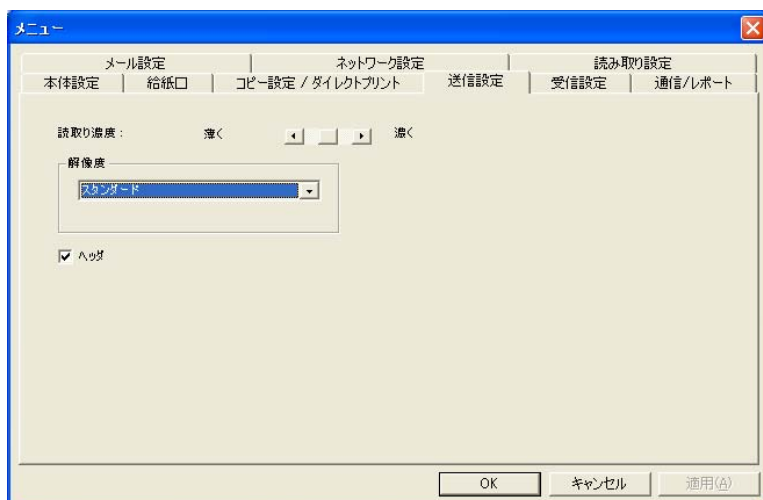 メニュー
メール設定 ネットワーク設定 読み取り設定
本体設定 給紙口 コピー設定 / ダイレクトプリント 送信設定 受信設定 通信/レポート
読取り濃度 : 薄く 濃く
解像度
スタンダード
ヘッダ
OK キャンセル 適用(A)